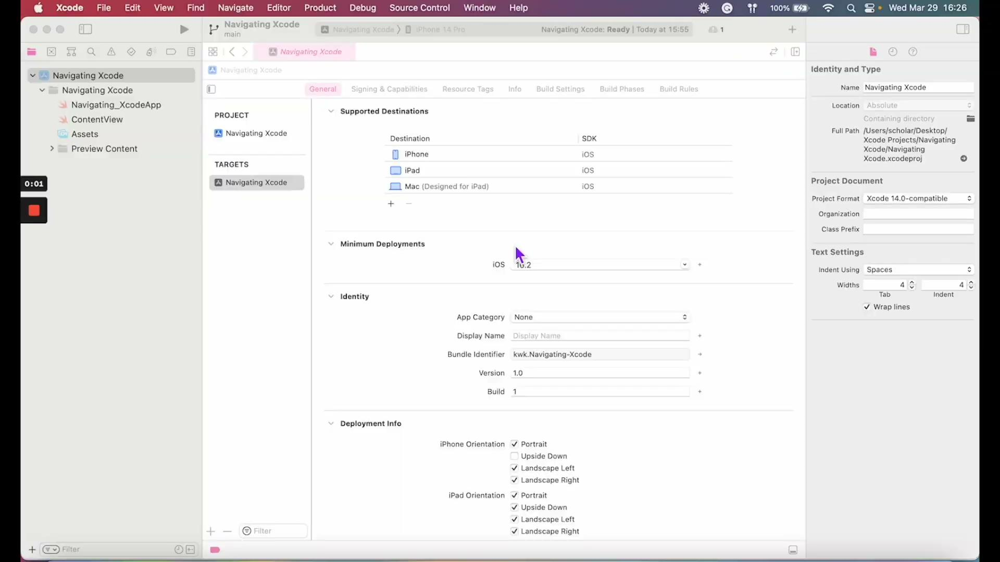 Xcode File Edit View Find Navigate Editor Product Debug Source Control Window Help 100% Wed Mar 29 16:26
Navigating Xcode
main
Navigating Xcode iPhone 14 Pro Navigating Xcode: Ready | Today at 15:55 1
Navigating Xcode
Navigating Xcode
Navigating Xcode
Navigating Xcode
Navigating_XcodeApp
ContentView
Assets
Preview Content
0:01
Filter
General Signing & Capabilities Resource Tags Info Build Settings Build Phases Build Rules
PROJECT
Navigating Xcode
TARGETS
Navigating Xcode
Filter
Supported Destinations
Destination SDK
iPhone iOS
iPad iOS
Mac (Designed for iPad) iOS
Minimum Deployments
iOS 16.2
Identity
App Category None
Display Name Display Name
Bundle Identifier kwk.Navigating-Xcode
Version 1.0
Build 1
Deployment Info
iPhone Orientation Portrait
Upside Down
Landscape Left
Landscape Right
iPad Orientation Portrait
Upside Down
Landscape Left
Landscape Right
Identity and Type
Name Navigating Xcode
Location Absolute
Containing directory
Full Path /Users/scholar/Desktop/
Xcode Projects/Navigating
Xcode/Navigating
Xcode.xcodeproj
Project Document
Project Format Xcode 14.0-compatible
Organization
Class Prefix
Text Settings
Indent Using Spaces
Widths 4 4
Tab Indent
Wrap lines